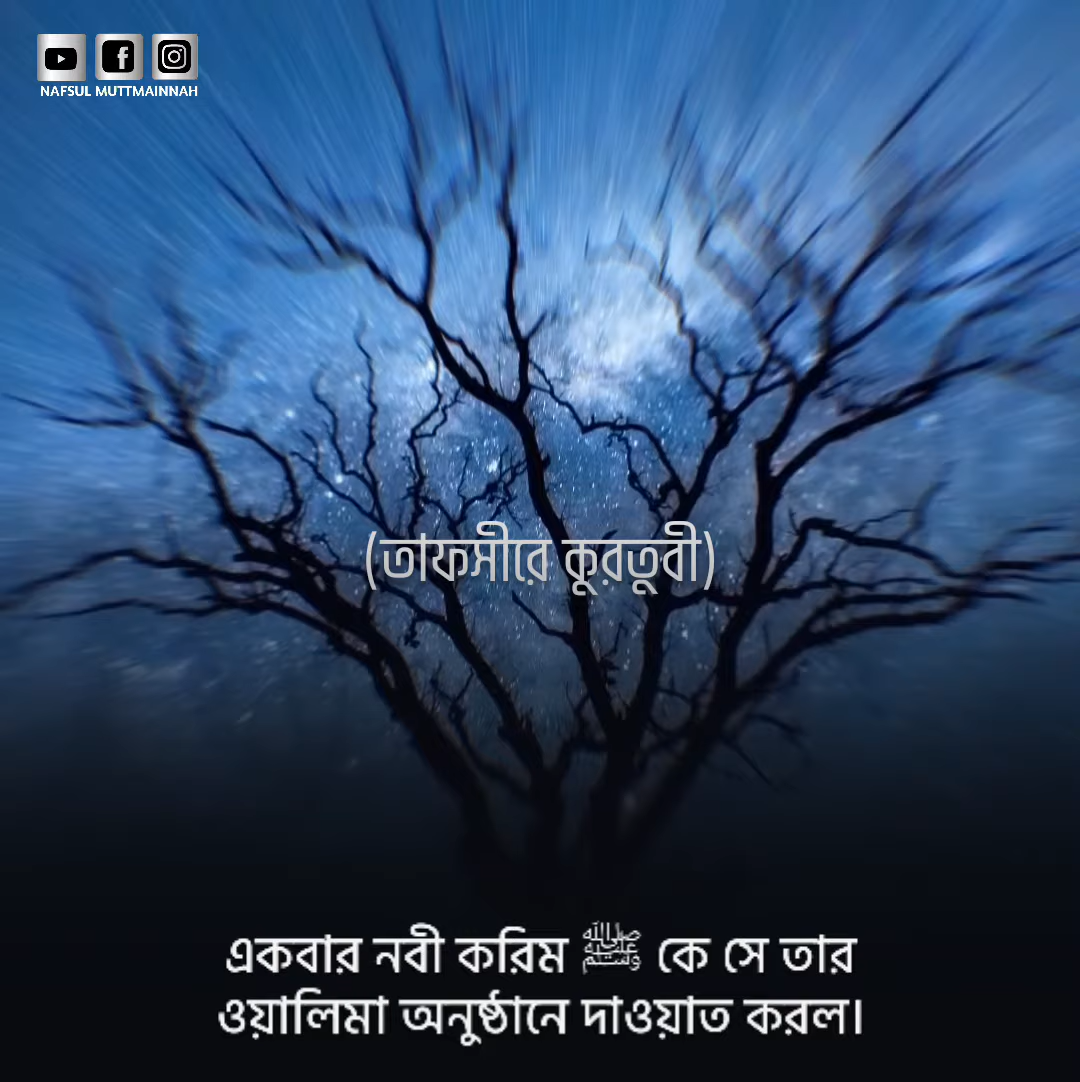 NAFSUL MUTTMAINNAH
(তাফসীরে কুরতুবী)
একবার নবী করিম ﷺ কে সে তার
ওয়ালিমা অনুষ্ঠানে দাওয়াত করল।